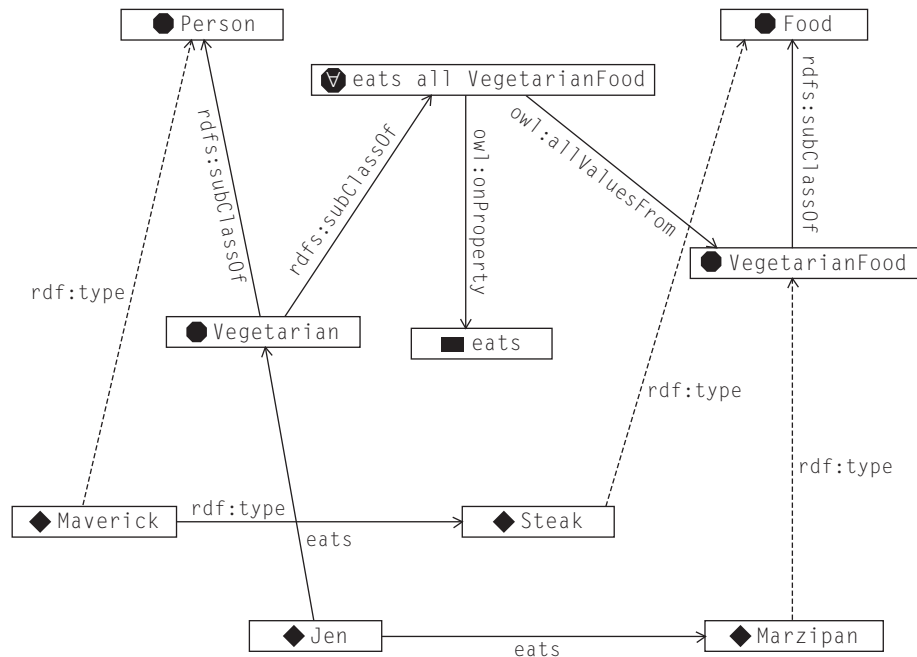 Person
Food
∀ eats all VegetarianFood
rdfs:subClassOf
rdfs:subClassOf
owl:onProperty
owl:allValuesFrom
rdfs:subClassOf
VegetarianFood
rdf:type
Vegetarian
eats
rdf:type
rdf:type
Maverick
rdf:type
Steak
eats
Jen
eats
Marzipan